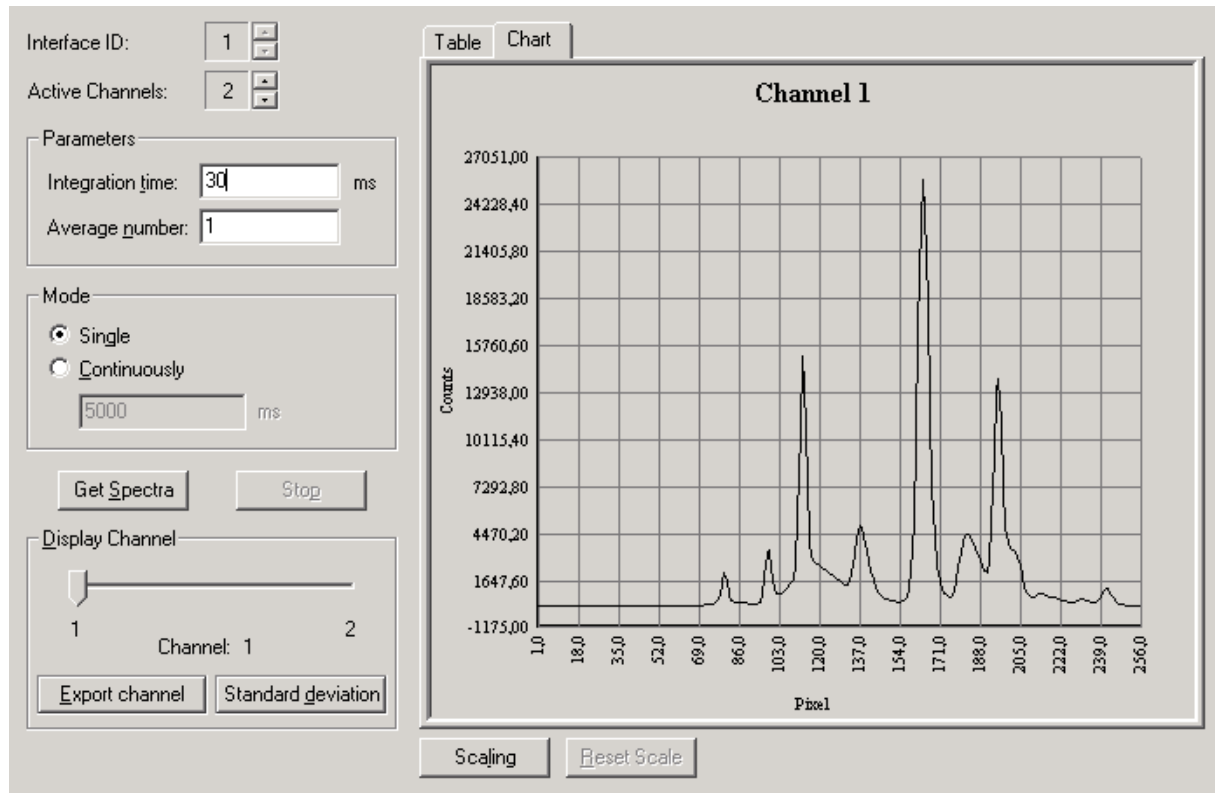 Interface ID: 1
Active Channels: 2
Parameters
Integration time: 30 ms
Average number: 1
Mode
Single
Continuously
5000 ms
Get Spectra Stop
Display Channel
1 2
Channel: 1
Export channel Standard deviation
Table Chart
Channel 1
27051,00
24228,40
21405,80
18583,20
15760,60
12938,00
10115,40
7292,80
4470,20
1647,60
-1175,00
Counts
1,0 18,0 35,0 52,0 69,0 86,0 103,0 120,0 137,0 154,0 171,0 188,0 205,0 222,0 239,0 256,0
Pixel
Scaling Reset Scale